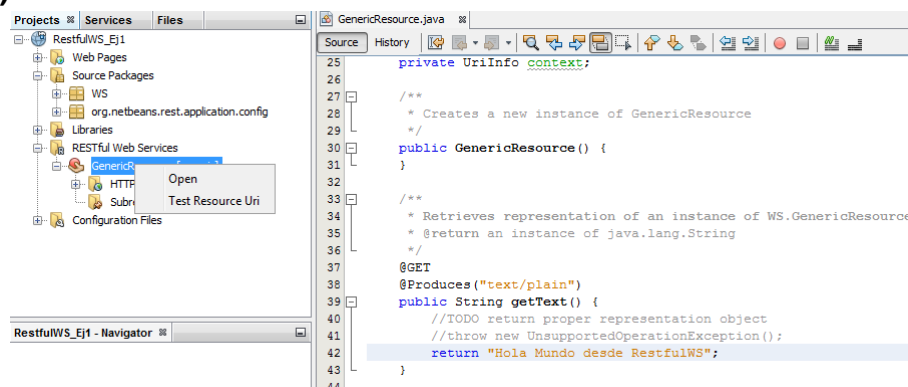 )
Projects Services Files
RestfulWS_Ej1
Web Pages
Source Packages
WS
org.netbeans.rest.application.config
Libraries
RESTful Web Services
Open
Test Resource Uri
Configuration Files
RestfulWS_Ej1 - Navigator
GenericResource.java
Source History
25 private UriInfo context;
26
27 /**
28 * Creates a new instance of GenericResource
29 */
30 public GenericResource() {
31 }
32
33 /**
34 * Retrieves representation of an instance of WS.GenericResource
35 * @return an instance of java.lang.String
36 */
37 @GET
38 @Produces("text/plain")
39 public String getText() {
40 //TODO return proper representation object
41 //throw new UnsupportedOperationException();
42 return "Hola Mundo desde RestfulWS";
43 }
44